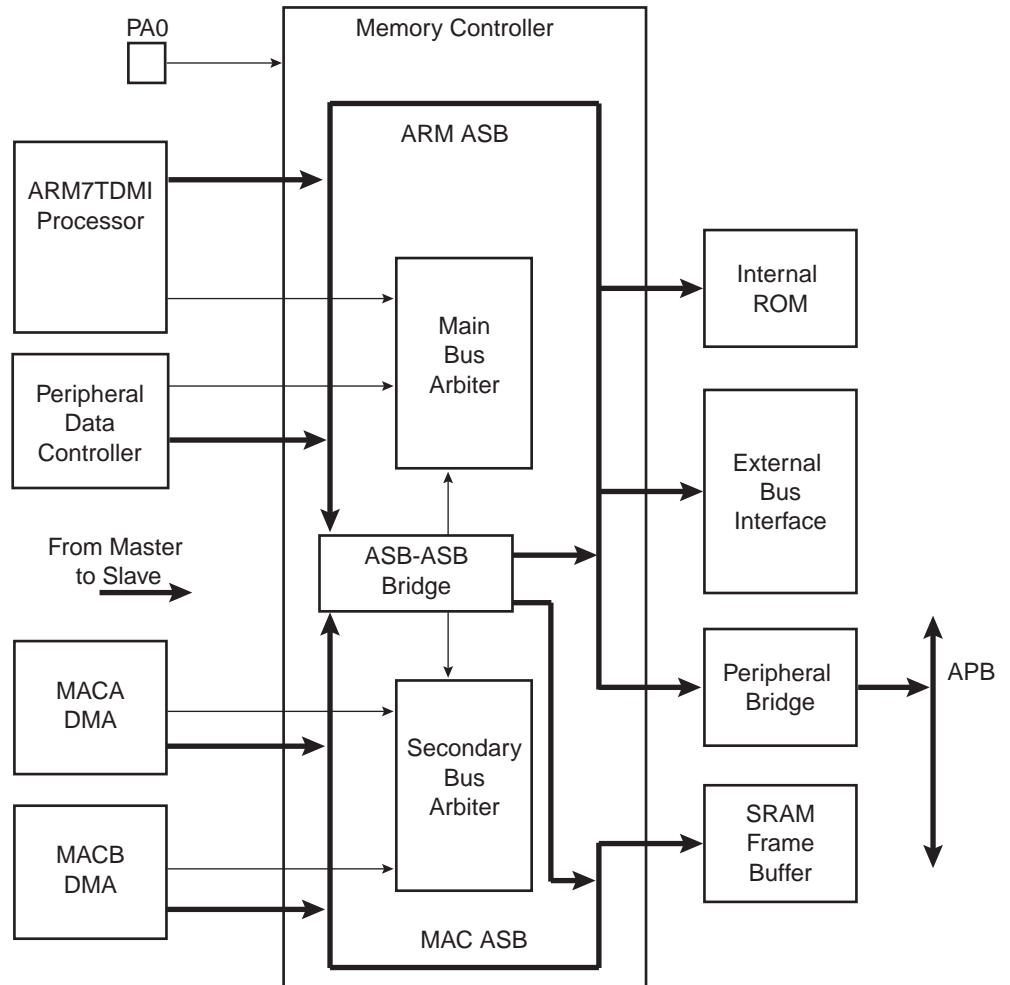 PA0
Memory Controller
ARM ASB
ARM7TDMI
Processor
Internal
ROM
Main
Bus
Arbiter
Peripheral
Data
Controller
External
Bus
Interface
From Master
to Slave
ASB-ASB
Bridge
MACA
DMA
Peripheral
Bridge
APB
Secondary
Bus
Arbiter
MACB
DMA
SRAM
Frame
Buffer
MAC ASB